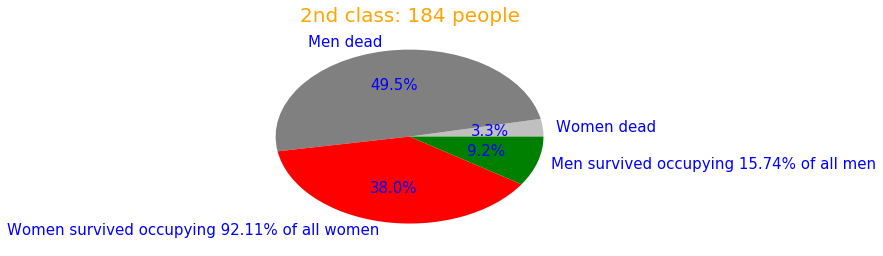 2nd class: 184 people
Men dead
49.5%
3.3%
Women dead
9.2%
Men survived occupying 15.74% of all men
38.0%
Women survived occupying 92.11% of all women